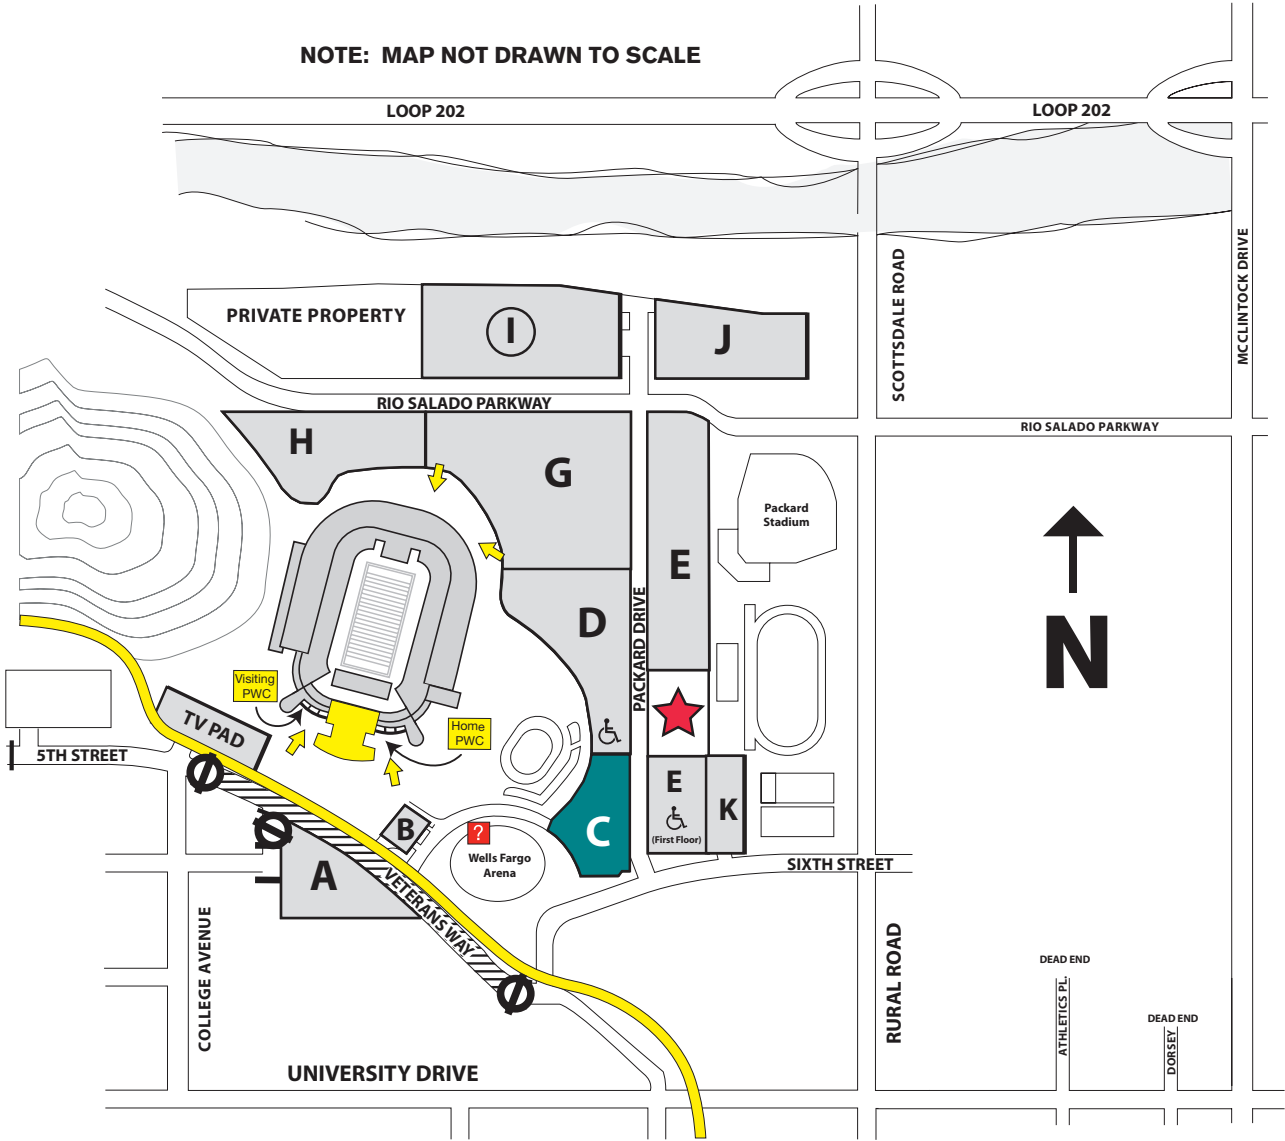 NOTE: MAP NOT DRAWN TO SCALE
LOOP 202
LOOP 202
SCOTTSDALE ROAD
MCCLINTOCK DRIVE
PRIVATE PROPERTY
I
J
RIO SALADO PARKWAY
RIO SALADO PARKWAY
H
G
E
Packard
Stadium
D
PACKARD DRIVE
N
Visiting
PWC
Home
PWC
TV PAD
5TH STREET
E
(First Floor)
K
C
B
?
Wells Fargo
Arena
A
VETERANS WAY
SIXTH STREET
COLLEGE AVENUE
RURAL ROAD
DEAD END
ATHLETICS PL.
DEAD END
DORSEY
UNIVERSITY DRIVE